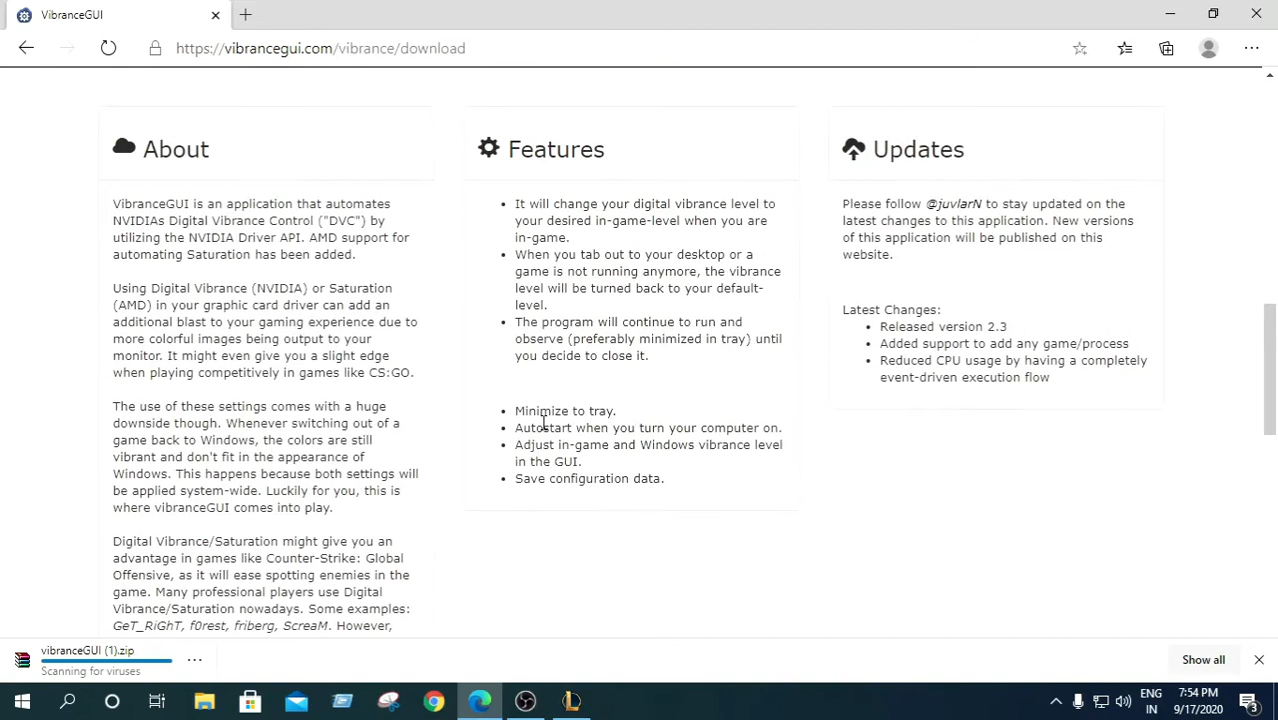 VibranceGUI
https://vibrancegui.com/vibrance/download
About
VibranceGUI is an application that automates
NVIDIAs Digital Vibrance Control ("DVC") by
utilizing the NVIDIA Driver API. AMD support for
automating Saturation has been added.
Using Digital Vibrance (NVIDIA) or Saturation
(AMD) in your graphic card driver can add an
additional blast to your gaming experience due to
more colorful images being output to your
monitor. It might even give you a slight edge
when playing competitively in games like CS:GO.
The use of these settings comes with a huge
downside though. Whenever switching out of a
game back to Windows, the colors are still
vibrant and don't fit in the appearance of
Windows. This happens because both settings will
be applied system-wide. Luckily for you, this is
where vibranceGUI comes into play.
Digital Vibrance/Saturation might give you an
advantage in games like Counter-Strike: Global
Offensive, as it will ease spotting enemies in the
game. Many professional players use Digital
Vibrance/Saturation nowadays. Some examples:
GeT_RiGhT, f0rest, friberg, ScreaM. However,
Features
• It will change your digital vibrance level to
your desired in-game-level when you are
in-game.
• When you tab out to your desktop or a
game is not running anymore, the vibrance
level will be turned back to your default-
level.
• The program will continue to run and
observe (preferably minimized in tray) until
you decide to close it.
• Minimize to tray.
• Autostart when you turn your computer on.
• Adjust in-game and Windows vibrance level
in the GUI.
• Save configuration data.
Updates
Please follow @juvlarN to stay updated on the
latest changes to this application. New versions
of this application will be published on this
website.
Latest Changes:
• Released version 2.3
• Added support to add any game/process
• Reduced CPU usage by having a completely
event-driven execution flow
vibranceGUI (1).zip
Scanning for viruses
Show all
ENG
IN
7:54 PM
9/17/2020
3